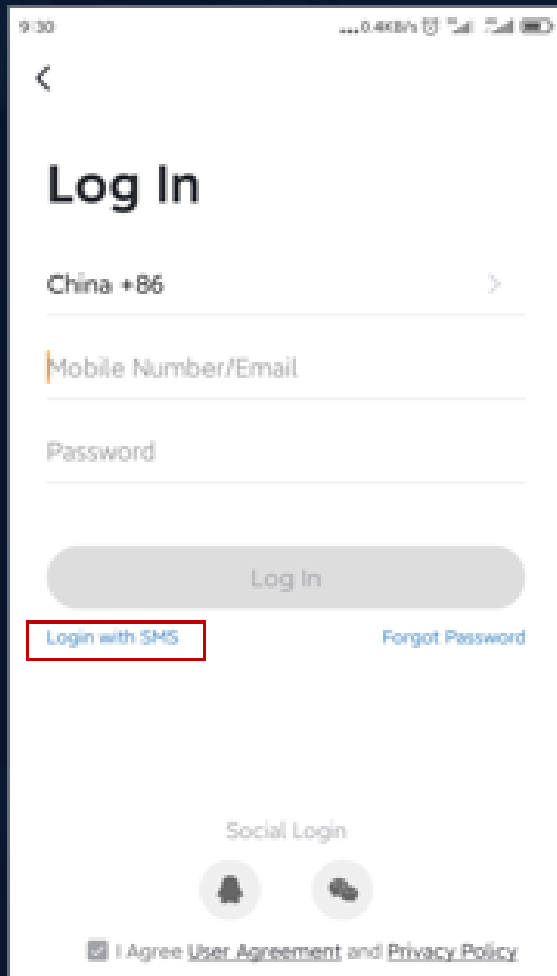 9:30 ...0.4KB/s
Log In
China +86
Mobile Number/Email
Password
Log In
Login with SMS Forgot Password
Social Login
I Agree User Agreement and Privacy Policy